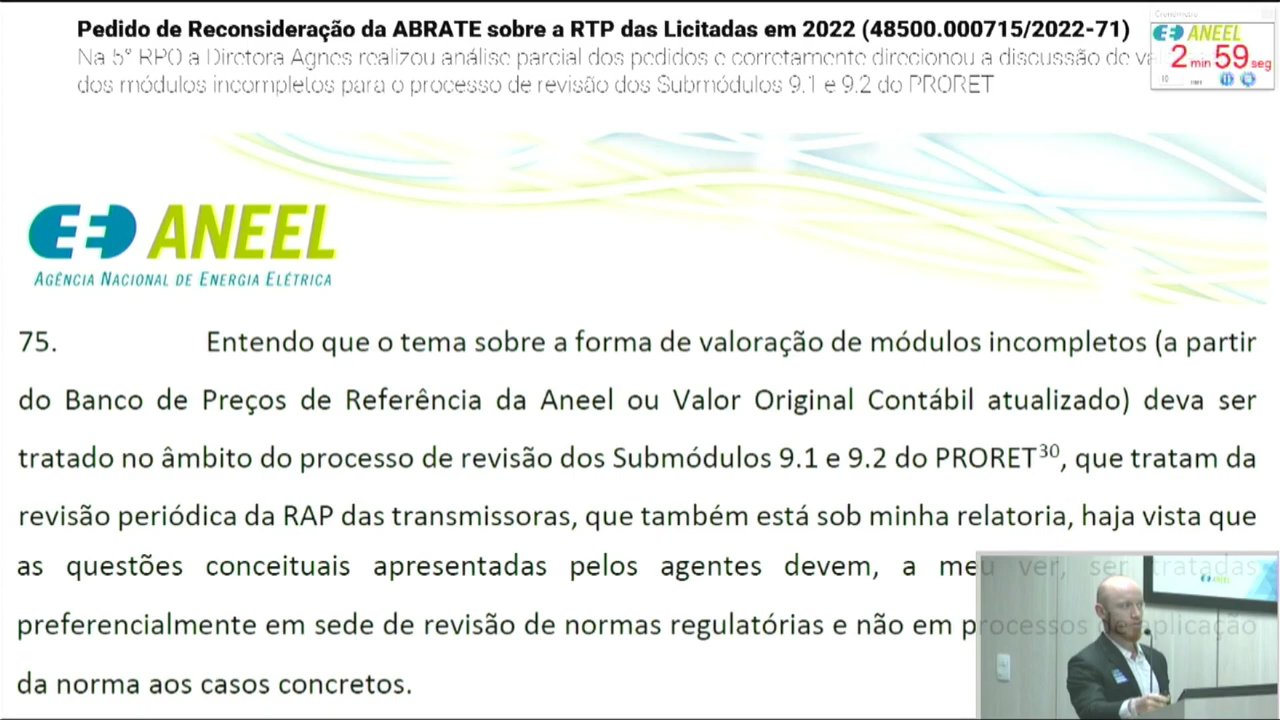 Pedido de Reconsideração da ABRATE sobre a RTP das Licitadas em 2022 (48500.000715/2022-71)
Na 5ª RPO a Diretora Agnes realizou análise parcial dos pedidos e corretamente direcionou a discussão de
dos módulos incompletos para o processo de revisão dos Submódulos 9.1 e 9.2 do PRORET
Cronômetro
ANEEL
2 min 59 seg
ANEEL
AGÊNCIA NACIONAL DE ENERGIA ELÉTRICA
75. Entendo que o tema sobre a forma de valoração de módulos incompletos (a partir
do Banco de Preços de Referência da Aneel ou Valor Original Contábil atualizado) deva ser
tratado no âmbito do processo de revisão dos Submódulos 9.1 e 9.2 do PRORET30, que tratam da
revisão periódica da RAP das transmissoras, que também está sob minha relatoria, haja vista que
as questões conceituais apresentadas pelos agentes devem, a meu ver, ser tratadas
preferencialmente em sede de revisão de normas regulatórias e não em processos de aplicação
da norma aos casos concretos.